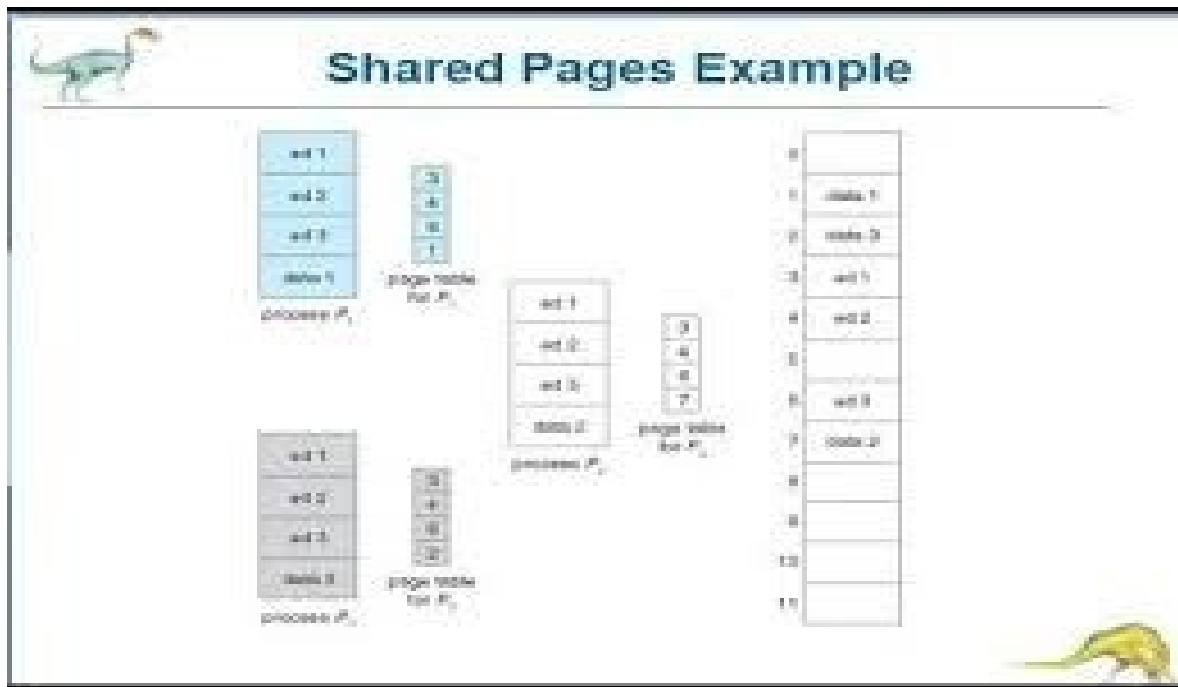 Shared Pages Example
ed 1
ed 2
ed 3
data 1
process P₁
3
4
6
1
page table
for P₁
ed 1
ed 2
ed 3
data 2
process P₂
3
4
6
7
page table
for P₂
ed 1
ed 2
ed 3
data 3
process P₃
3
4
6
2
page table
for P₃
0
1 data 1
2 data 3
3 ed 1
4 ed 2
5
6 ed 3
7 data 2
8
9
10
11